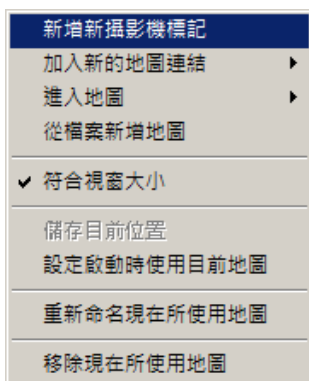 新增新攝影機標記
加入新的地圖連結
進入地圖
從檔案新增地圖
符合視窗大小
儲存目前位置
設定啟動時使用目前地圖
重新命名現在所使用地圖
移除現在所使用地圖